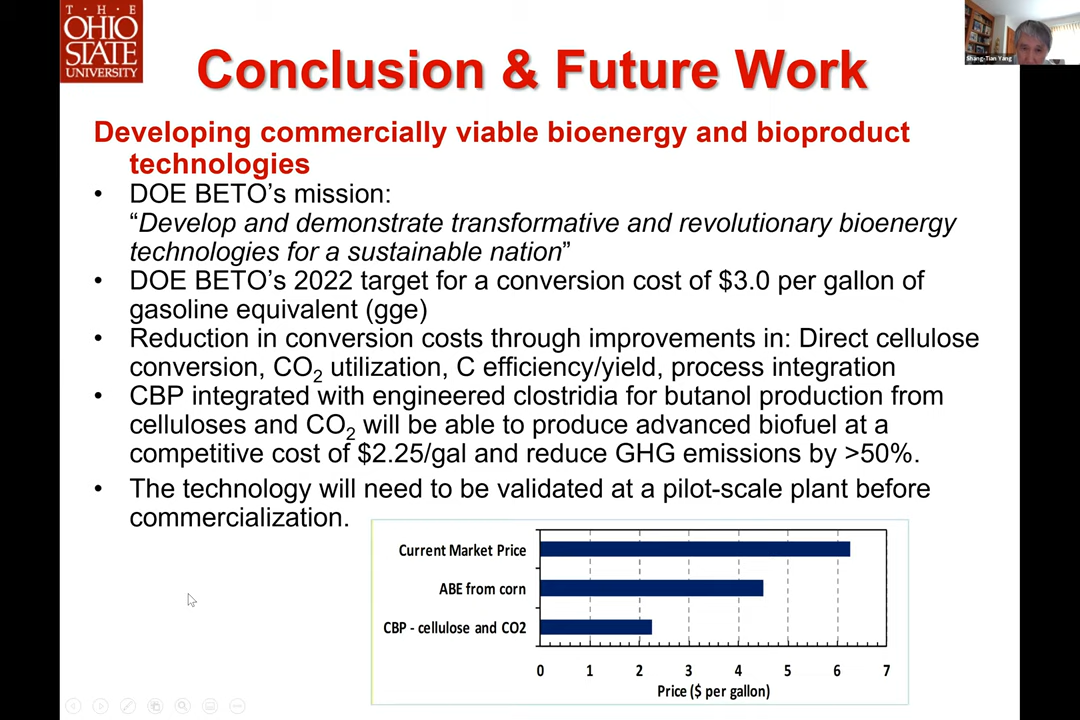 T·H·E
OHIO
STATE
UNIVERSITY
Shang-Tian Yang
Conclusion & Future Work
Developing commercially viable bioenergy and bioproduct
technologies
• DOE BETO’s mission:
“Develop and demonstrate transformative and revolutionary bioenergy
technologies for a sustainable nation”
• DOE BETO’s 2022 target for a conversion cost of $3.0 per gallon of
gasoline equivalent (gge)
• Reduction in conversion costs through improvements in: Direct cellulose
conversion, CO2 utilization, C efficiency/yield, process integration
• CBP integrated with engineered clostridia for butanol production from
celluloses and CO2 will be able to produce advanced biofuel at a
competitive cost of $2.25/gal and reduce GHG emissions by >50%.
• The technology will need to be validated at a pilot-scale plant before
commercialization.
Current Market Price
ABE from corn
CBP - cellulose and CO2
0 1 2 3 4 5 6 7
Price ($ per gallon)